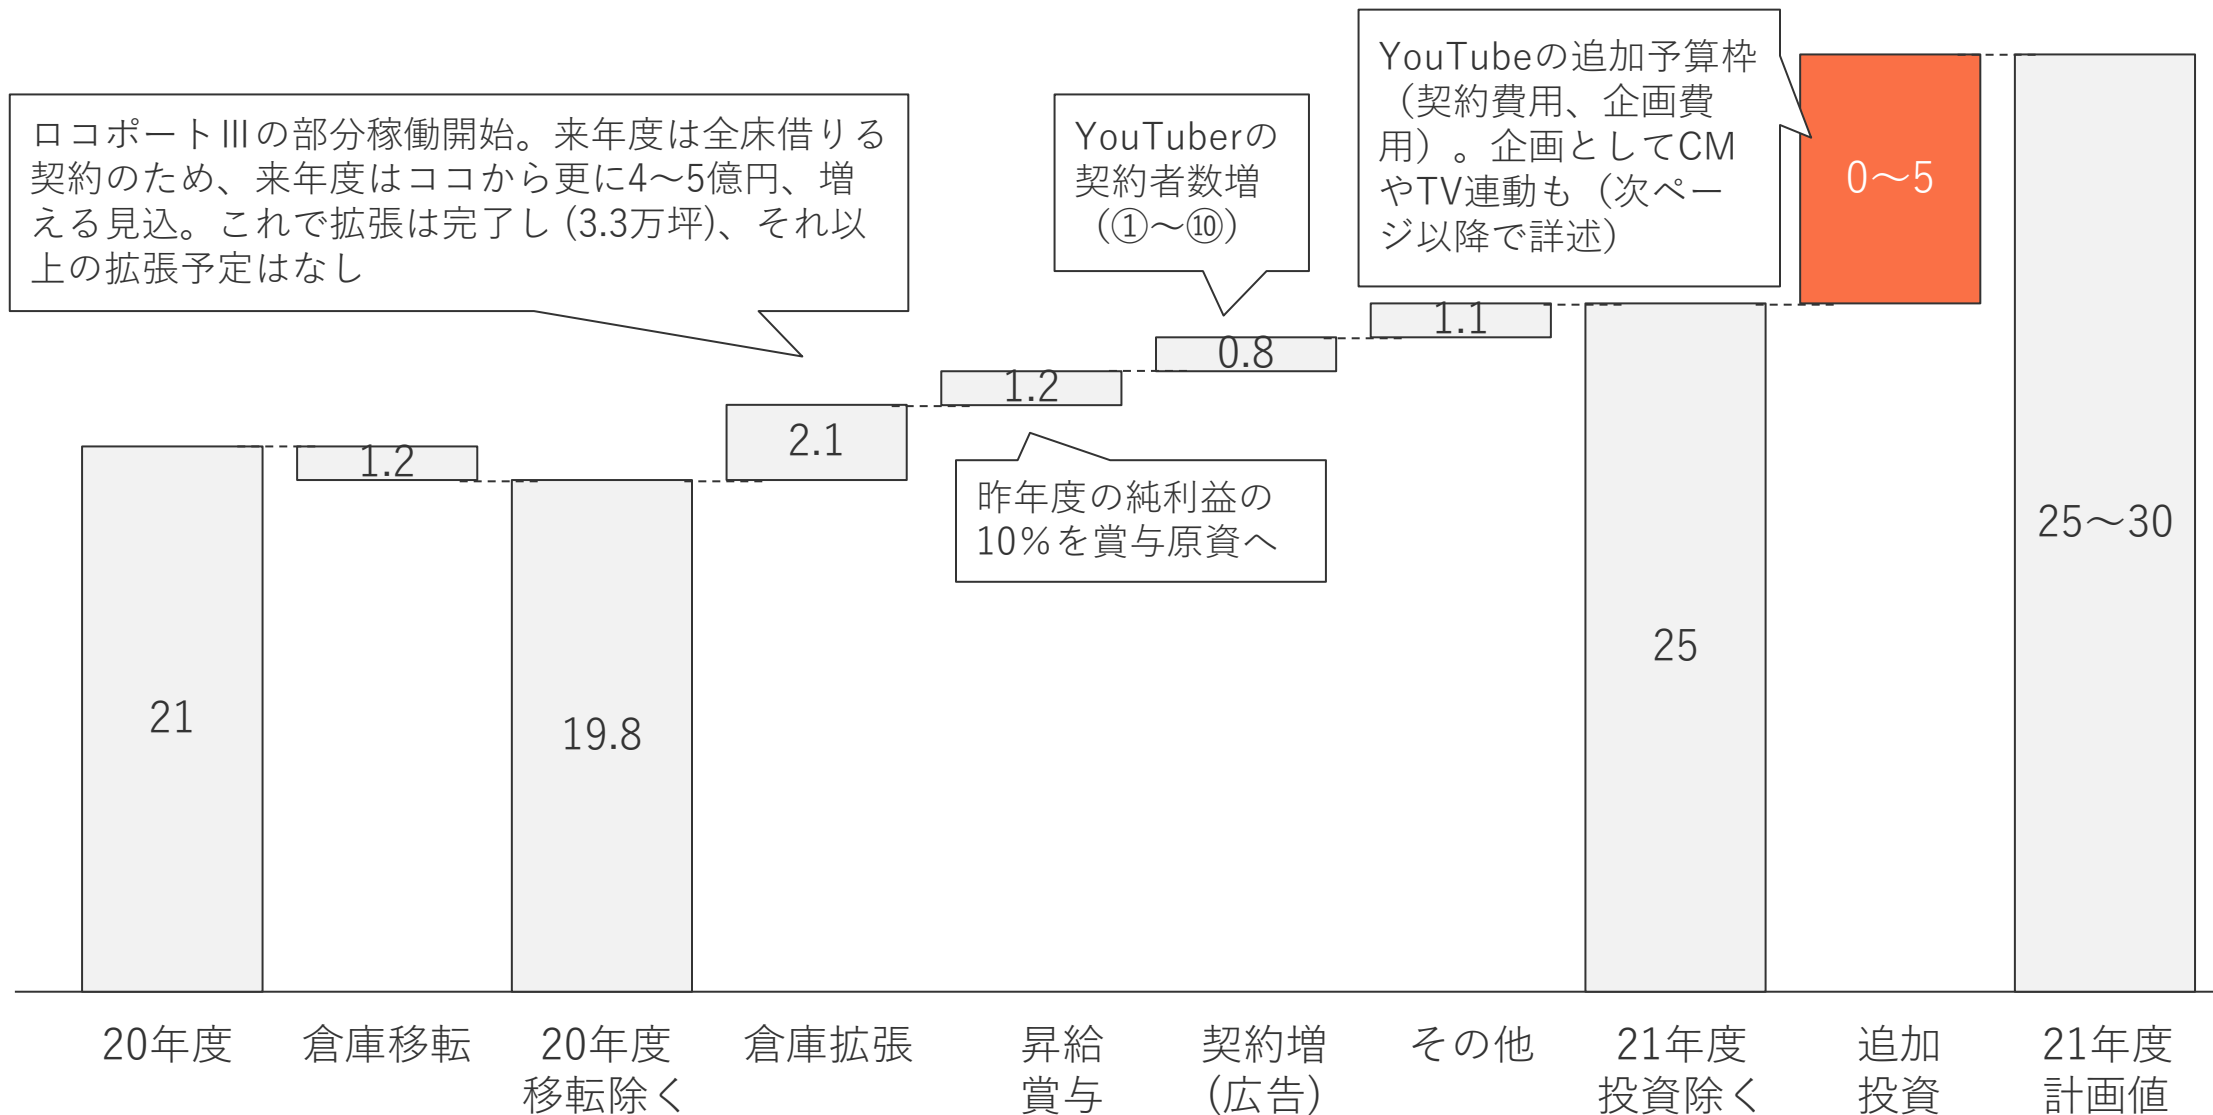 ロコポートⅢの部分稼働開始。来年度は全床借りる
契約のため、来年度はココから更に4～5億円、増
える見込。これで拡張は完了し (3.3万坪)、それ以
上の拡張予定はなし
YouTuberの
契約者数増
（①～⑩）
YouTubeの追加予算枠
（契約費用、企画費
用）。企画としてCM
やTV連動も（次ペー
ジ以降で詳述）
昨年度の純利益の
10%を賞与原資へ
21
1.2
19.8
2.1
1.2
0.8
1.1
25
0～5
25～30
20年度
倉庫移転
20年度
移転除く
倉庫拡張
昇給
賞与
契約増
(広告)
その他
21年度
投資除く
追加
投資
21年度
計画値